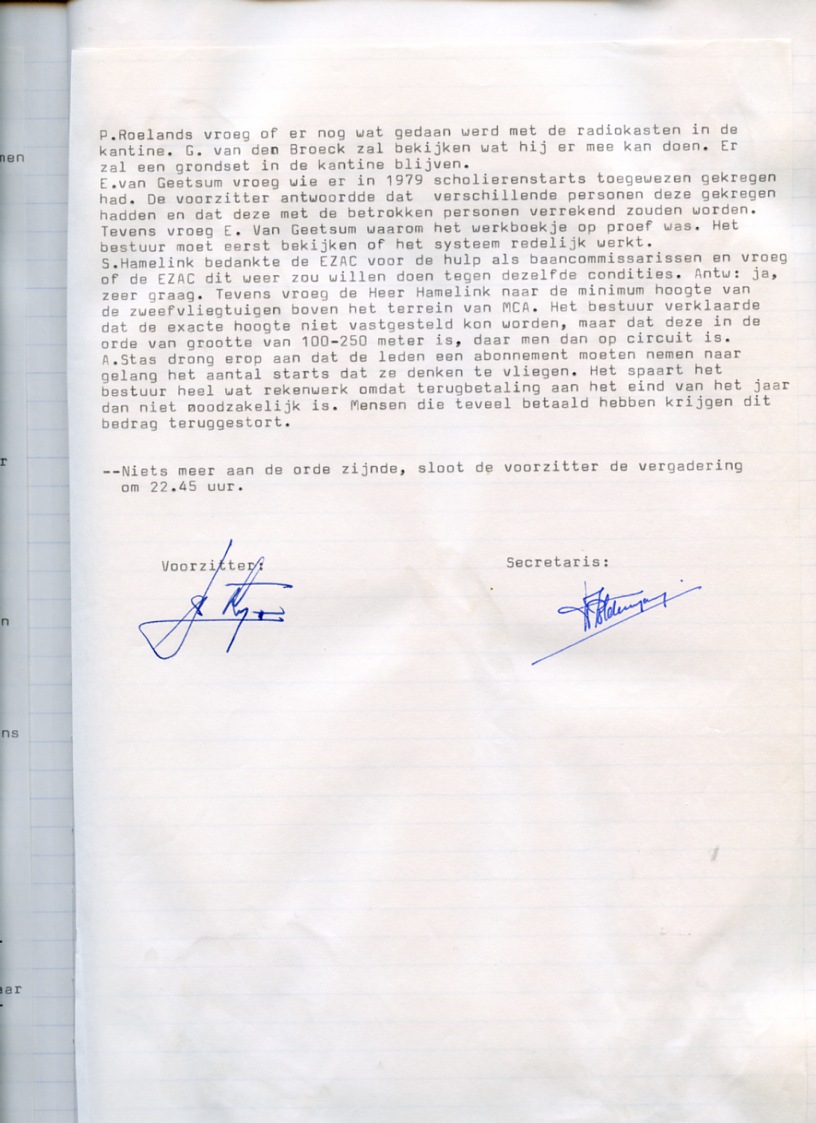 P.Roelands vroeg of er nog wat gedaan werd met de radiokasten in de
kantine. G. van den Broeck zal bekijken wat hij er mee kan doen. Er
zal een grondset in de kantine blijven.
E.van Geetsum vroeg wie er in 1979 scholierenstarts toegewezen gekregen
had. De voorzitter antwoordde dat  verschillende personen deze gekregen
hadden en dat deze met de betrokken personen verrekend zouden worden.
Tevens vroeg E. Van Geetsum waarom het werkboekje op proef was. Het
bestuur moet eerst bekijken of het systeem redelijk werkt.
S.Hamelink bedankte de EZAC voor de hulp als baancommissarissen en vroeg
of de EZAC dit weer zou willen doen tegen dezelfde condities. Antw: ja,
zeer graag. Tevens vroeg de Heer Hamelink naar de minimum hoogte van
de zweefvliegtuigen boven het terrein van MCA. Het bestuur verklaarde
dat de exacte hoogte niet vastgesteld kon worden, maar dat deze in de
orde van grootte van 100-250 meter is, daar men dan op circuit is.
A.Stas drong erop aan dat de leden een abonnement moeten nemen naar
gelang het aantal starts dat ze denken te vliegen. Het spaart het
bestuur heel wat rekenwerk omdat terugbetaling aan het eind van het jaar
dan niet noodzakelijk is. Mensen die teveel betaald hebben krijgen dit
bedrag teruggestort.
--Niets meer aan de orde zijnde, sloot de voorzitter de vergadering
om 22.45 uur.
Voorzitter:
Secretaris: